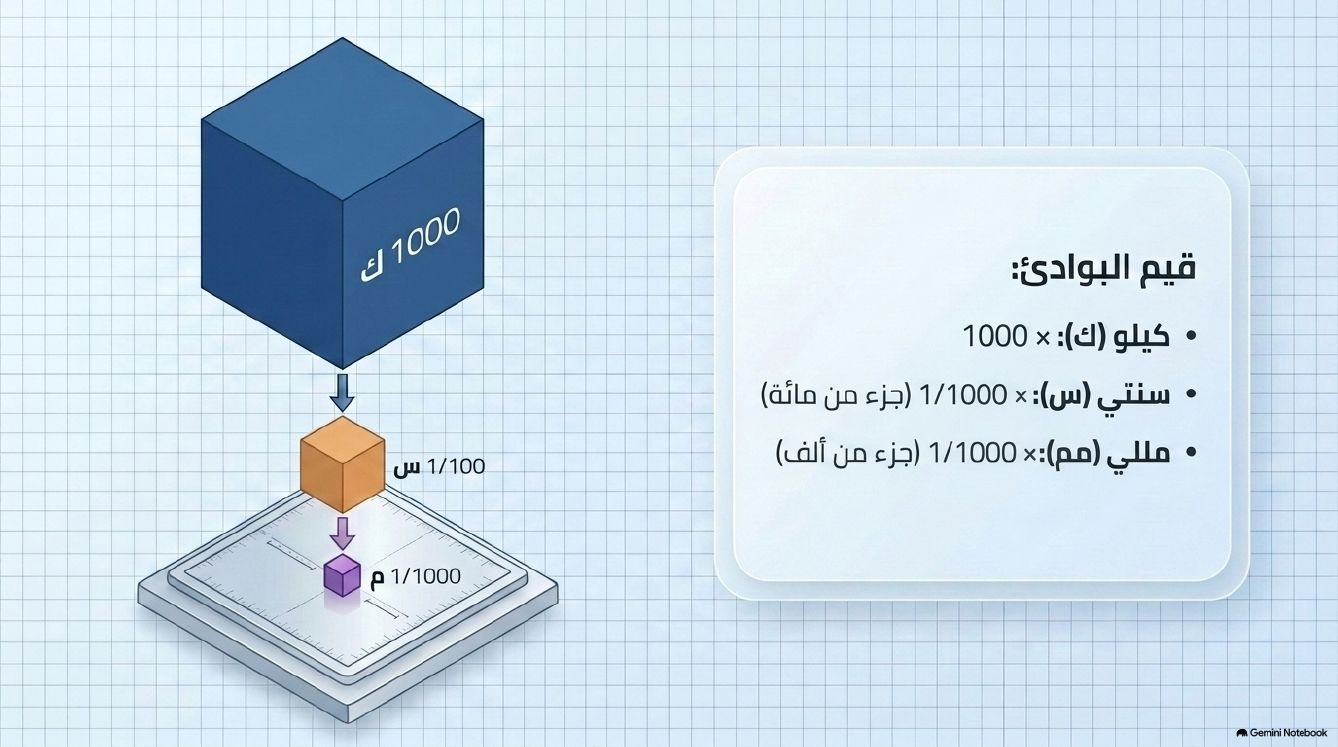 قيم البوادئ:
• كيلو (ك): × 1000
• سنتي (س): × 1/1000 (جزء من مائة)
• مللي (مم):× 1/1000 (جزء من ألف)
1000 ك
1/100 س
1/1000 م
Gemini Notebook